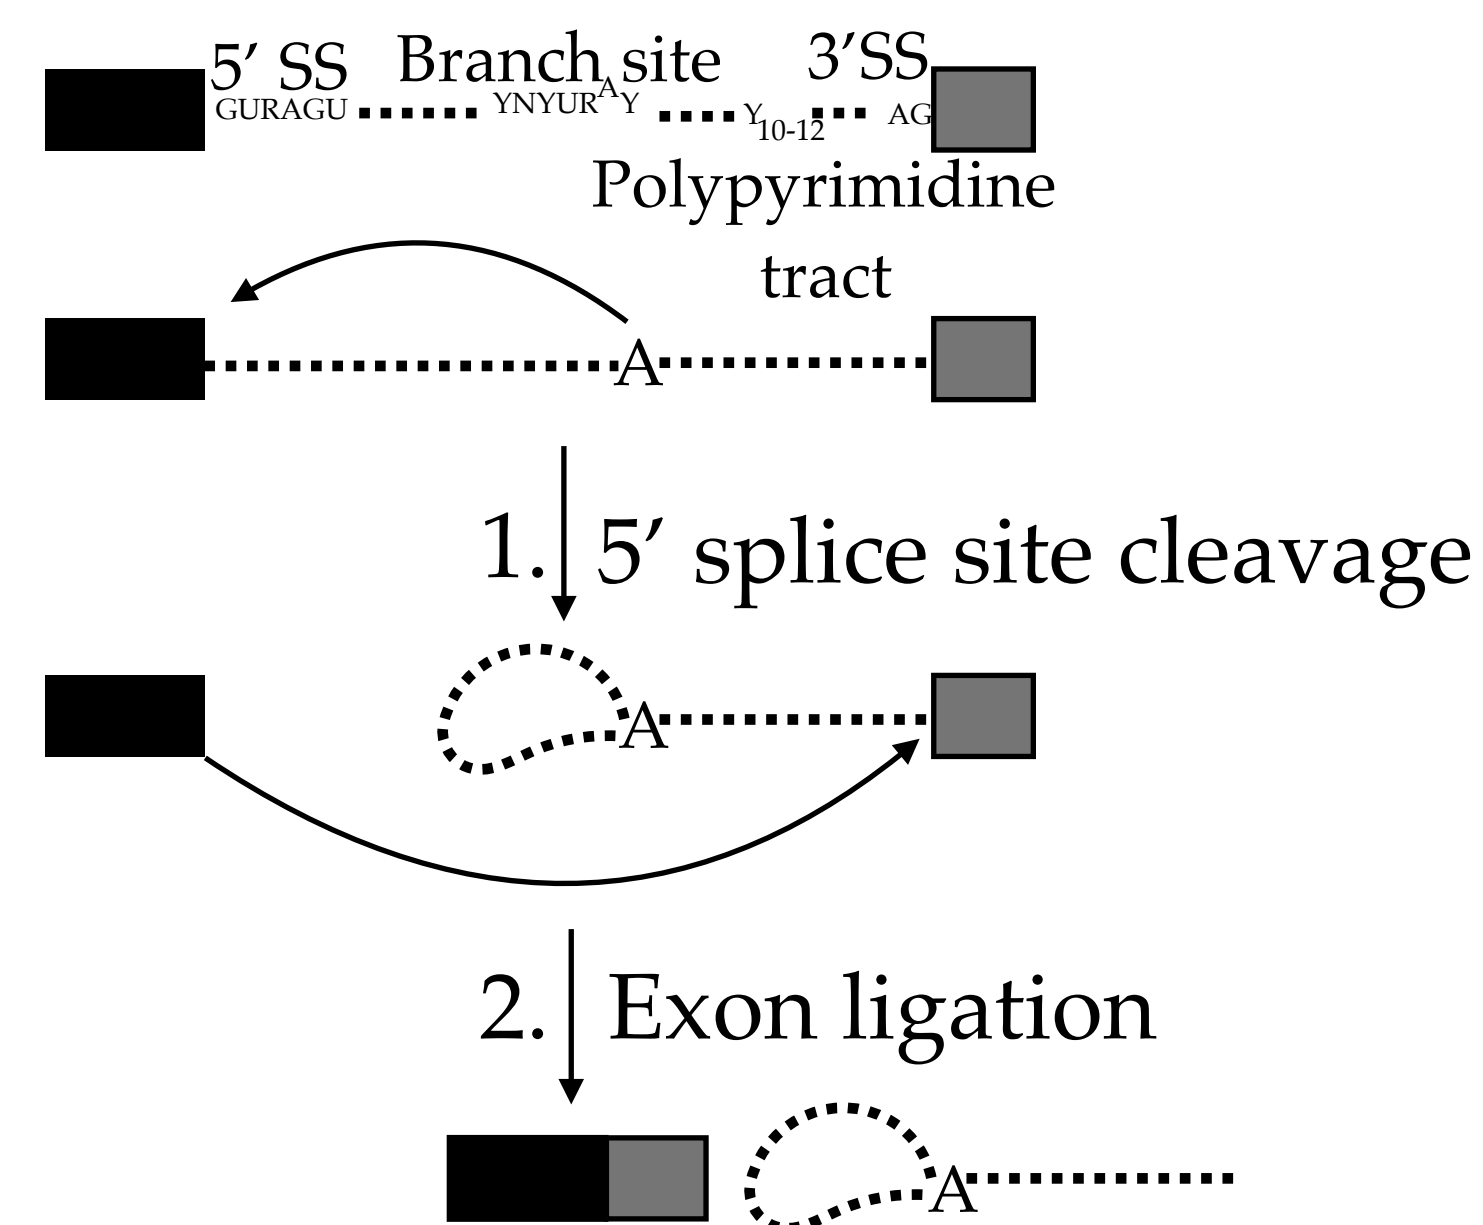 5′ SS Branch site 3′SS
GURAGU YNYURAY Y10-12 AG
Polypyrimidine
tract
A
1. 5′ splice site cleavage
A
2. Exon ligation
A